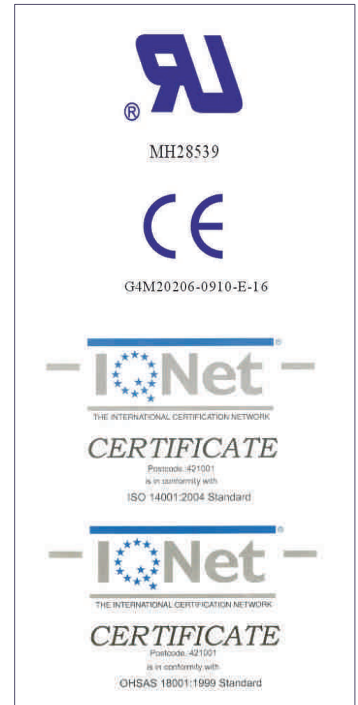 RU
®
MH28539
CE
G4M20206-0910-E-16
®
IQNet
THE INTERNATIONAL CERTIFICATION NETWORK
CERTIFICATE
Postcode: 421001
is in conformity with
ISO 14001:2004 Standard
®
IQNet
THE INTERNATIONAL CERTIFICATION NETWORK
CERTIFICATE
Postcode: 421001
is in conformity with
OHSAS 18001:1999 Standard